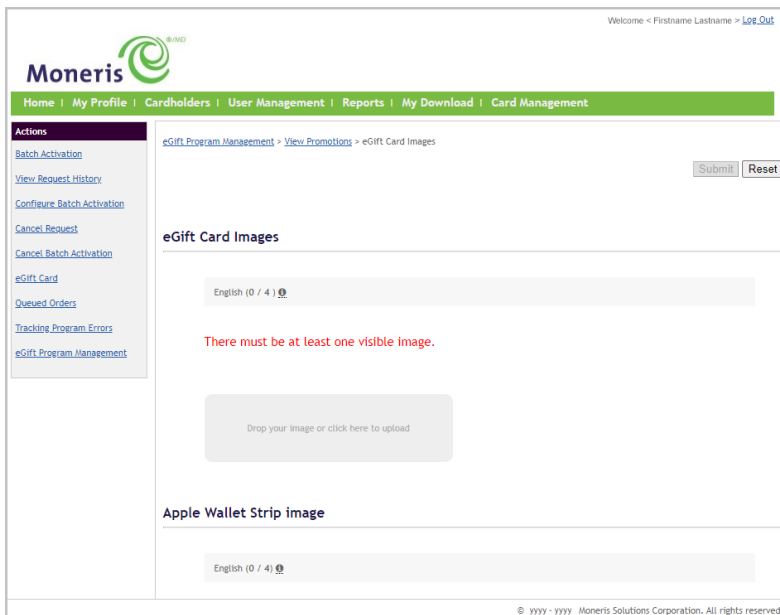 Welcome < Firstname Lastname > Log Out
®/MD
Moneris
Home | My Profile | Cardholders | User Management | Reports | My Download | Card Management
Actions
Batch Activation
View Request History
Configure Batch Activation
Cancel Request
Cancel Batch Activation
eGift Card
Queued Orders
Tracking Program Errors
eGift Program Management
eGift Program Management > View Promotions > eGift Card Images
Submit Reset
eGift Card Images
English (0 / 4 )
There must be at least one visible image.
Drop your image or click here to upload
Apple Wallet Strip image
English (0 / 4)
© yyyy - yyyy Moneris Solutions Corporation. All rights reserved